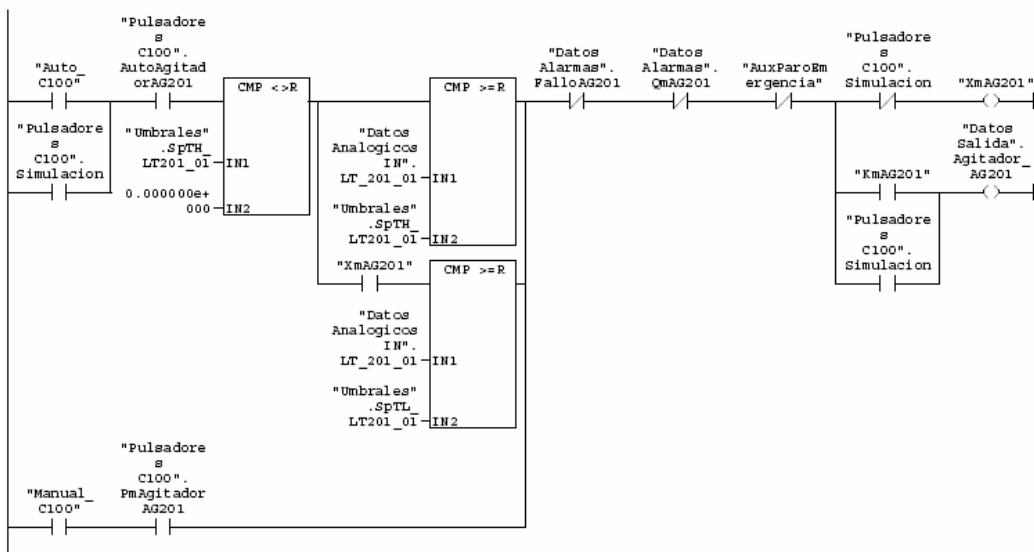 "Pulsadore
s
C100".
AutoAgitad
orAG201
"Auto_
C100"
CMP <>R
"Pulsadore
s
C100".
Simulacion
"Umbrales"
.SpTH_
LT201_01
IN1
0.000000e+
000
IN2
CMP >=R
"Datos
Analogicos
IN".
LT_201_01
IN1
"Umbrales"
.SpTH_
LT201_01
IN2
"XmAG201"
CMP >=R
"Datos
Analogicos
IN".
LT_201_01
IN1
"Umbrales"
.SpTL_
LT201_01
IN2
"Datos
Alarmas".
FalloAG201
"Datos
Alarmas".
QmAG201
"AuxParoEm
ergencia"
"Pulsadore
s
C100".
Simulacion
"XmAG201"
"KmAG201"
"Datos
Salida".
Agitador_
AG201
"Pulsadore
s
C100".
Simulacion
"Manual_
C100"
"Pulsadore
s
C100".
PmAgitador
AG201